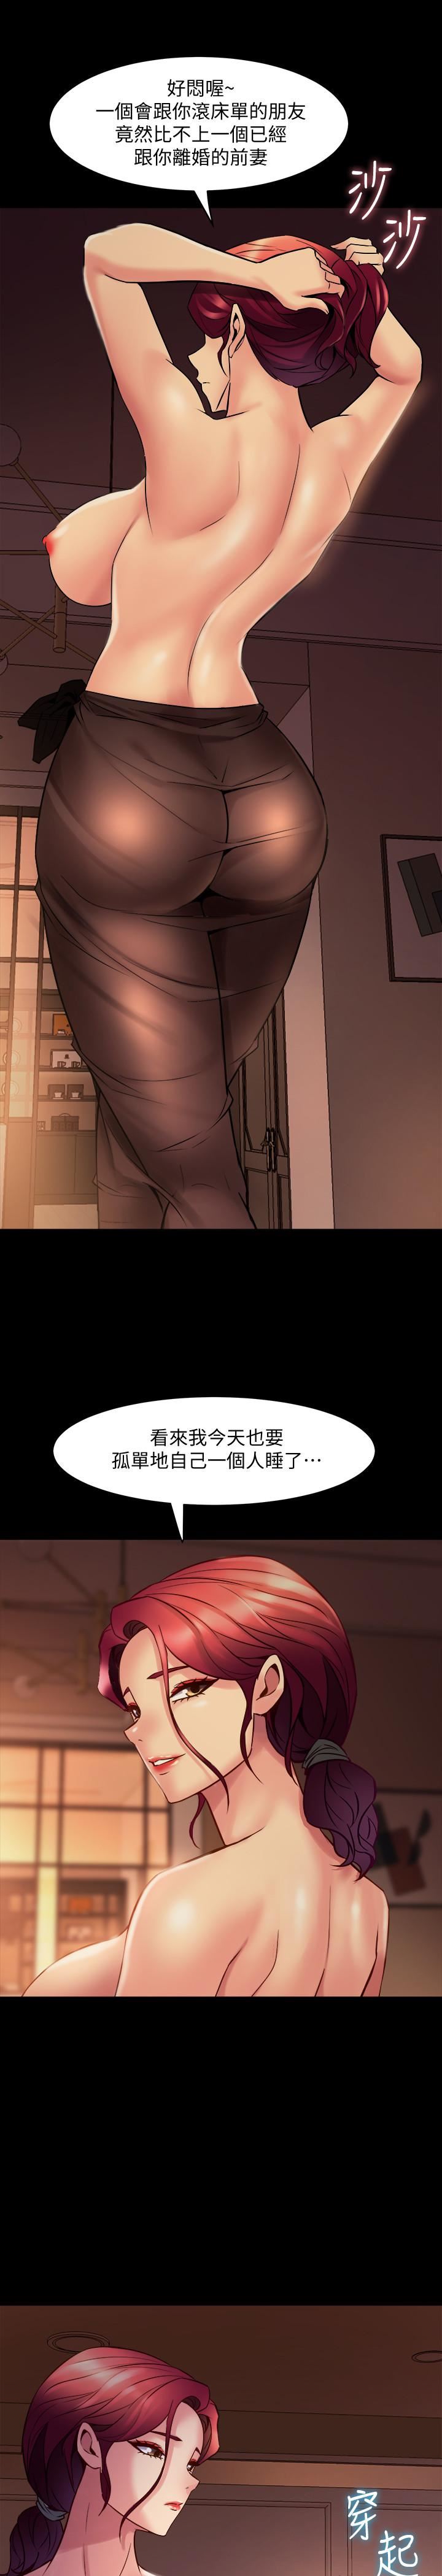 好悶喔~
一個會跟你滾床單的朋友
竟然比不上一個已經
跟你離婚的前妻
沙
沙
看來我今天也要
孤單地自己一個人睡了⋯
穿
起